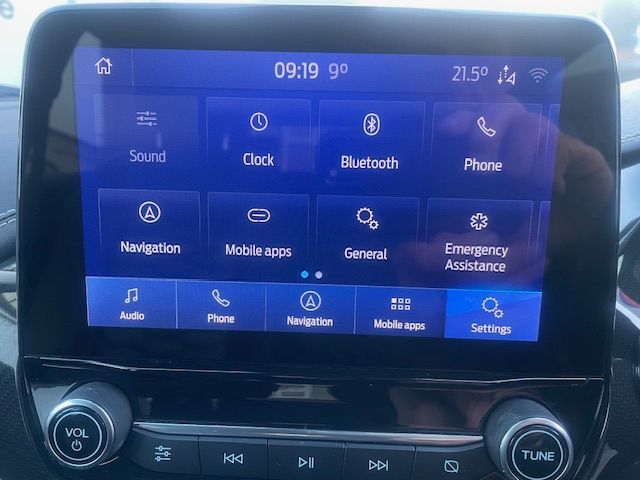 09:19 9° 21.5°
Sound Clock Bluetooth Phone
Navigation Mobile apps General Emergency
Assistance
Audio Phone Navigation Mobile apps Settings
VOL TUNE